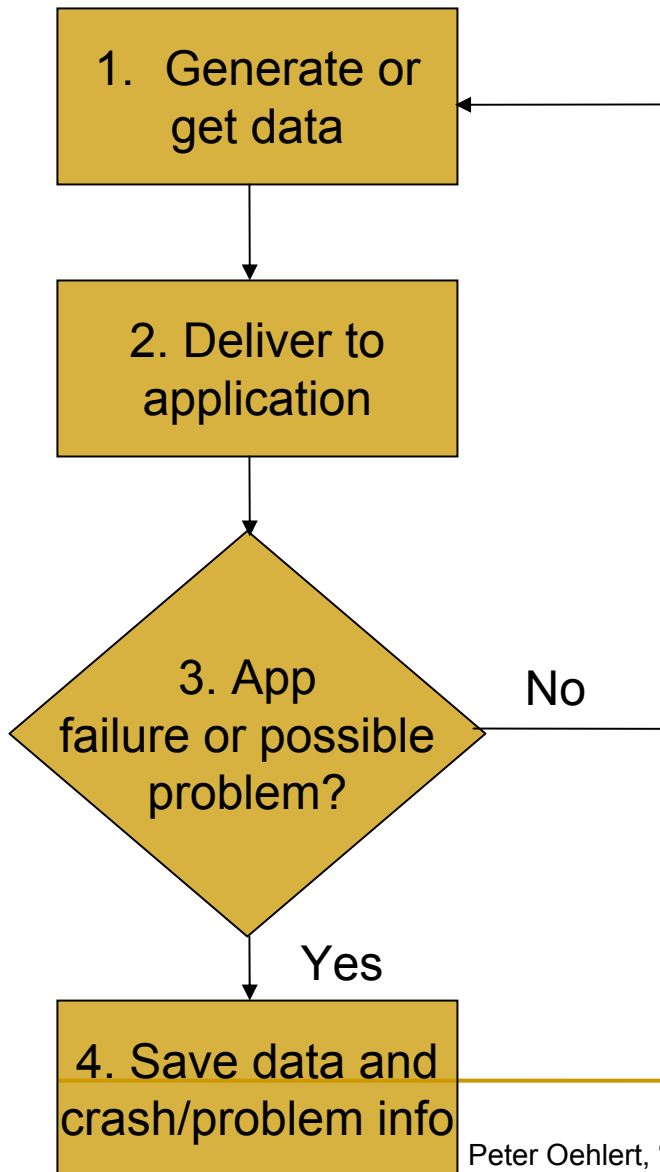 1. Generate or
get data
2. Deliver to
application
3. App
failure or possible
problem?
No
Yes
4. Save data and
crash/problem info
Peter Oehlert, "